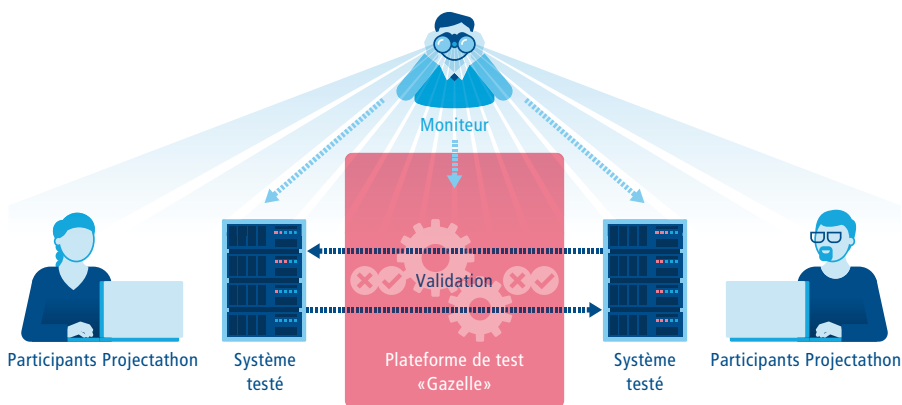 Moniteur
Validation
Participants Projectathon
Système
testé
Plateforme de test
«Gazelle»
Système
testé
Participants Projectathon